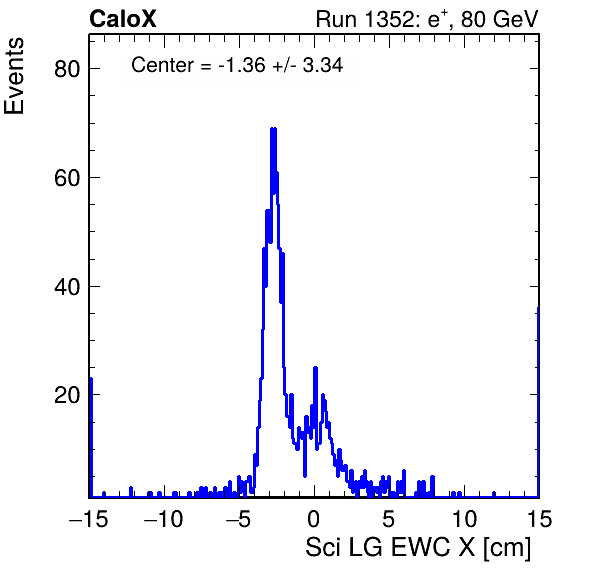 CaloX Run 1352: e⁺, 80 GeV
Events
Center = -1.36 +/- 3.34
80
60
40
20
−15 −10 −5 0 5 10 15
Sci LG EWC X [cm]